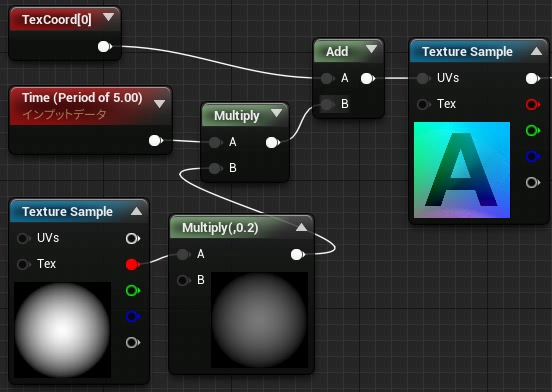 TexCoord[0]
Time (Period of 5.00)
インプットデータ
Multiply
A
B
Add
A
B
Texture Sample
UVs
Tex
A
Texture Sample
UVs
Tex
Multiply(,0.2)
A
B